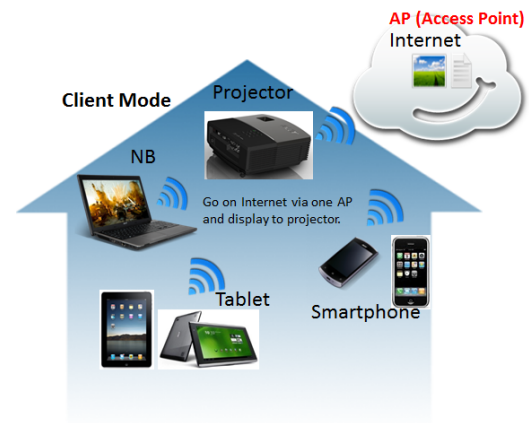 AP (Access Point)
Internet
Projector
Client Mode
NB
Go on Internet via one AP
and display to projector.
Tablet
Smartphone